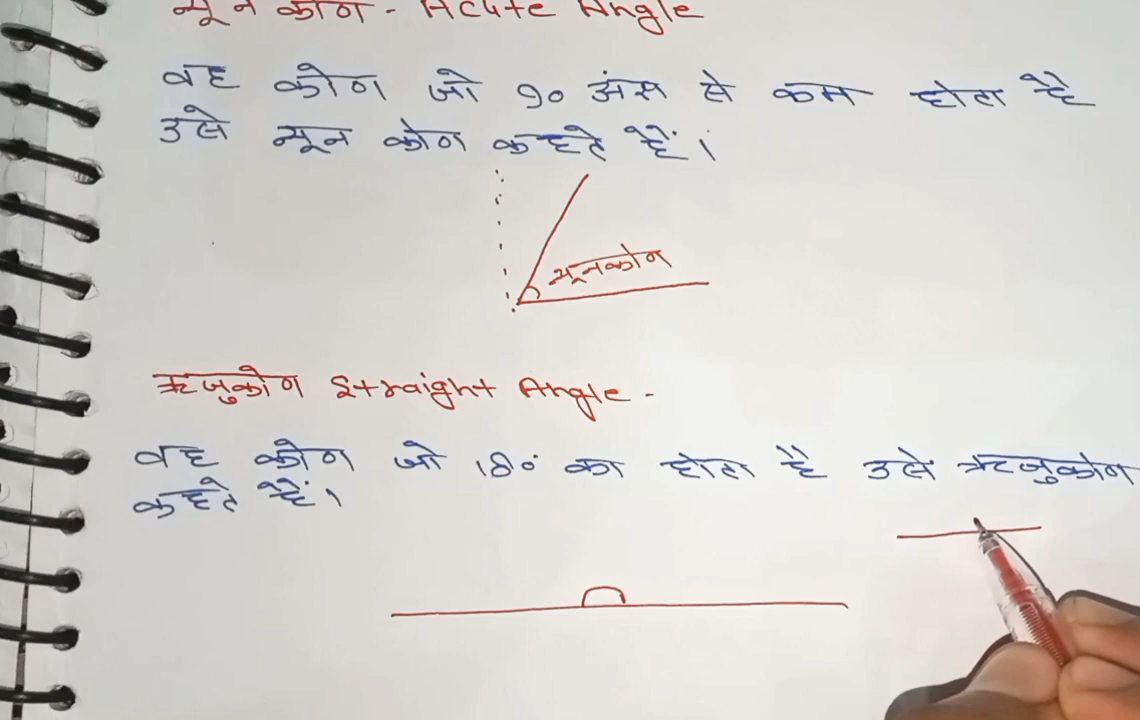 न्यून कोण - Acute Angle
वह कोण जो 90 अंस से कम होता है
उसे न्यून कोण कहते हैं।
न्यूनकोण
ऋजुकोण Straight Angle -
वह कोण जो 180° का होता है उसे ऋजुकोण
कहते हैं।